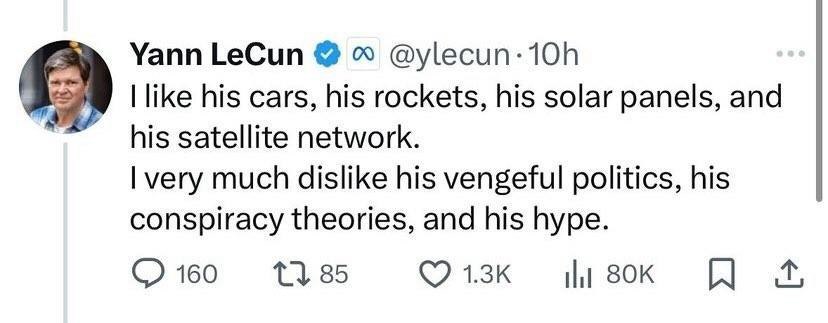 Yann LeCun @ylecun · 10h
I like his cars, his rockets, his solar panels, and
his satellite network.
I very much dislike his vengeful politics, his
conspiracy theories, and his hype.
160 85 1.3K 80K